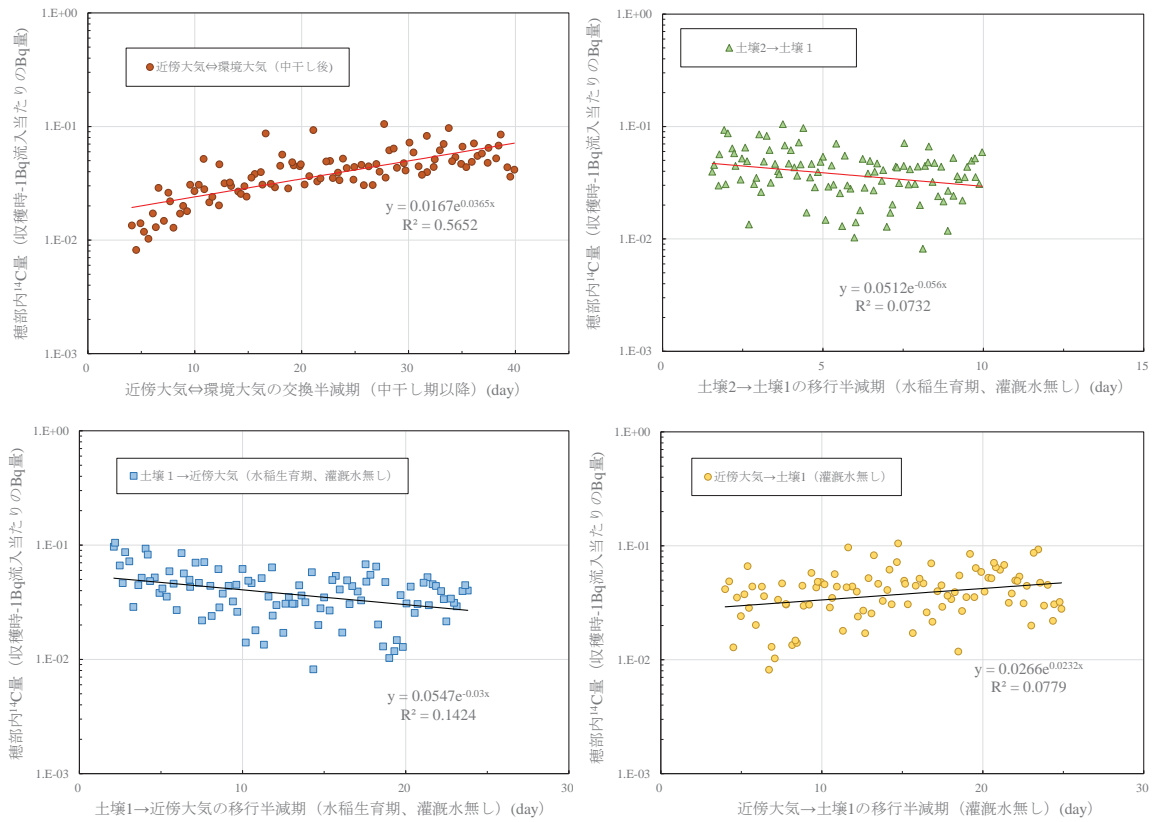 1.E+00
1.E-01
1.E-02
1.E-03
0
10
20
30
40
穂部内¹⁴C量（収穫時-1Bq流入当たりのBq量）
近傍大気⇔環境大気（中干し後)
y = 0.0167e^0.0365x
R² = 0.5652
近傍大気⇔環境大気の交換半減期（中干し期以降）(day)
1.E+00
1.E-01
1.E-02
1.E-03
0
5
10
15
穂部内¹⁴C量（収穫時-1Bq流入当たりのBq量）
土壌2→土壌１
y = 0.0512e^-0.056x
R² = 0.0732
土壌2→土壌1の移行半減期（水稲生育期、灌漑水無し）(day)
1.E+00
1.E-01
1.E-02
1.E-03
0
10
20
30
穂部内¹⁴C量（収穫時-1Bq流入当たりのBq量）
土壌１→近傍大気（水稲生育期、灌漑水無し）
y = 0.0547e^-0.03x
R² = 0.1424
土壌1→近傍大気の移行半減期（水稲生育期、灌漑水無し）(day)
1.E+00
1.E-01
1.E-02
1.E-03
0
10
20
30
穂部内¹⁴C量（収穫時-1Bq流入当たりのBq量）
近傍大気→土壌1（灌漑水無し）
y = 0.0266e^0.0232x
R² = 0.0779
近傍大気→土壌1の移行半減期（灌漑水無し）(day)